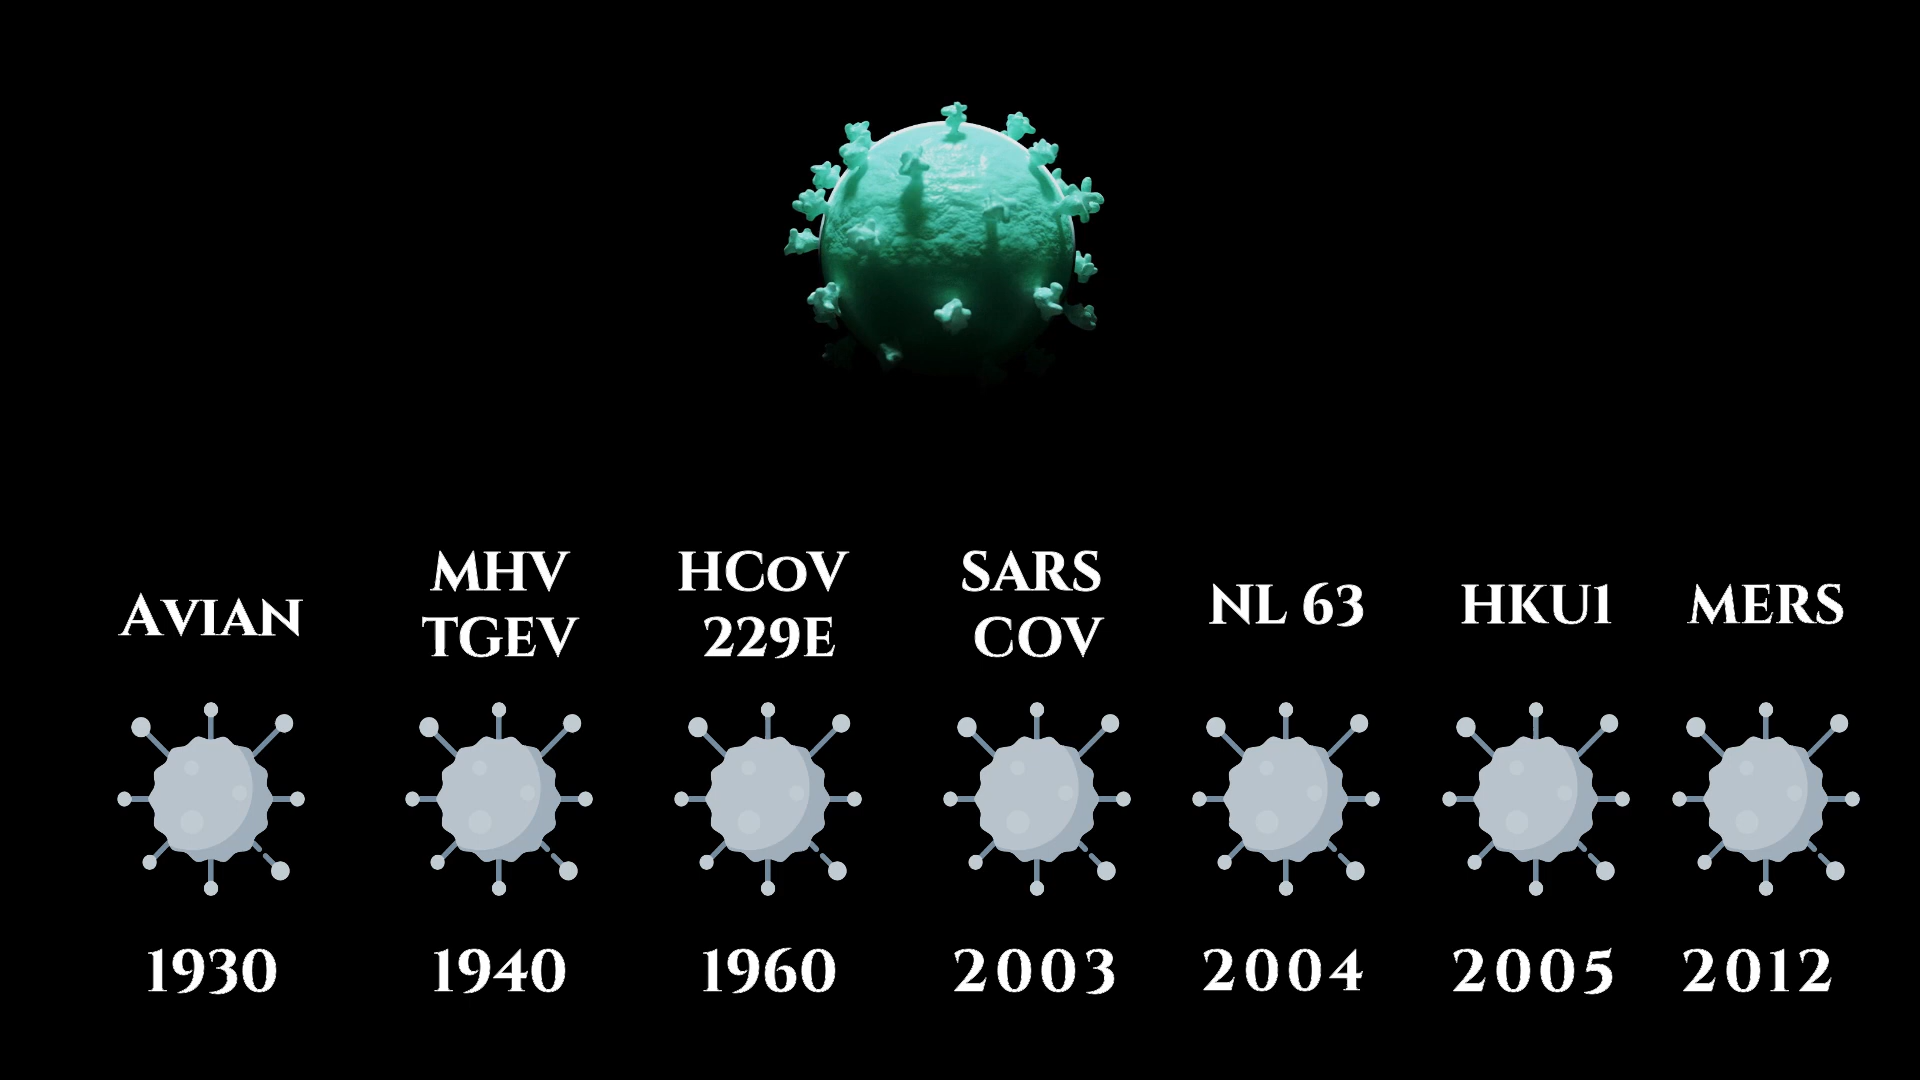 AVIAN
MHV
TGEV
HCoV
229E
SARS
COV
NL 63
HKU1
MERS
1930
1940
1960
2003
2004
2005
2012